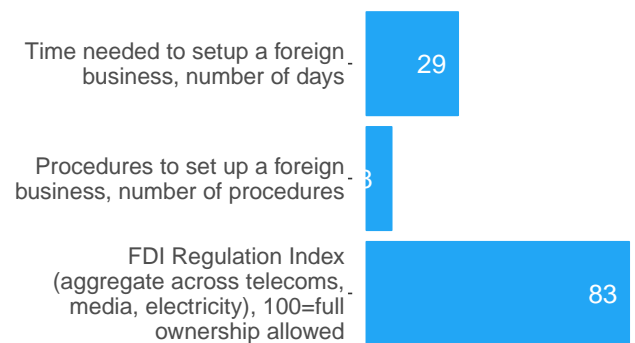 Time needed to setup a foreign
business, number of days
29
Procedures to set up a foreign
business, number of procedures
8
FDI Regulation Index
(aggregate across telecoms,
media, electricity), 100=full
ownership allowed
83